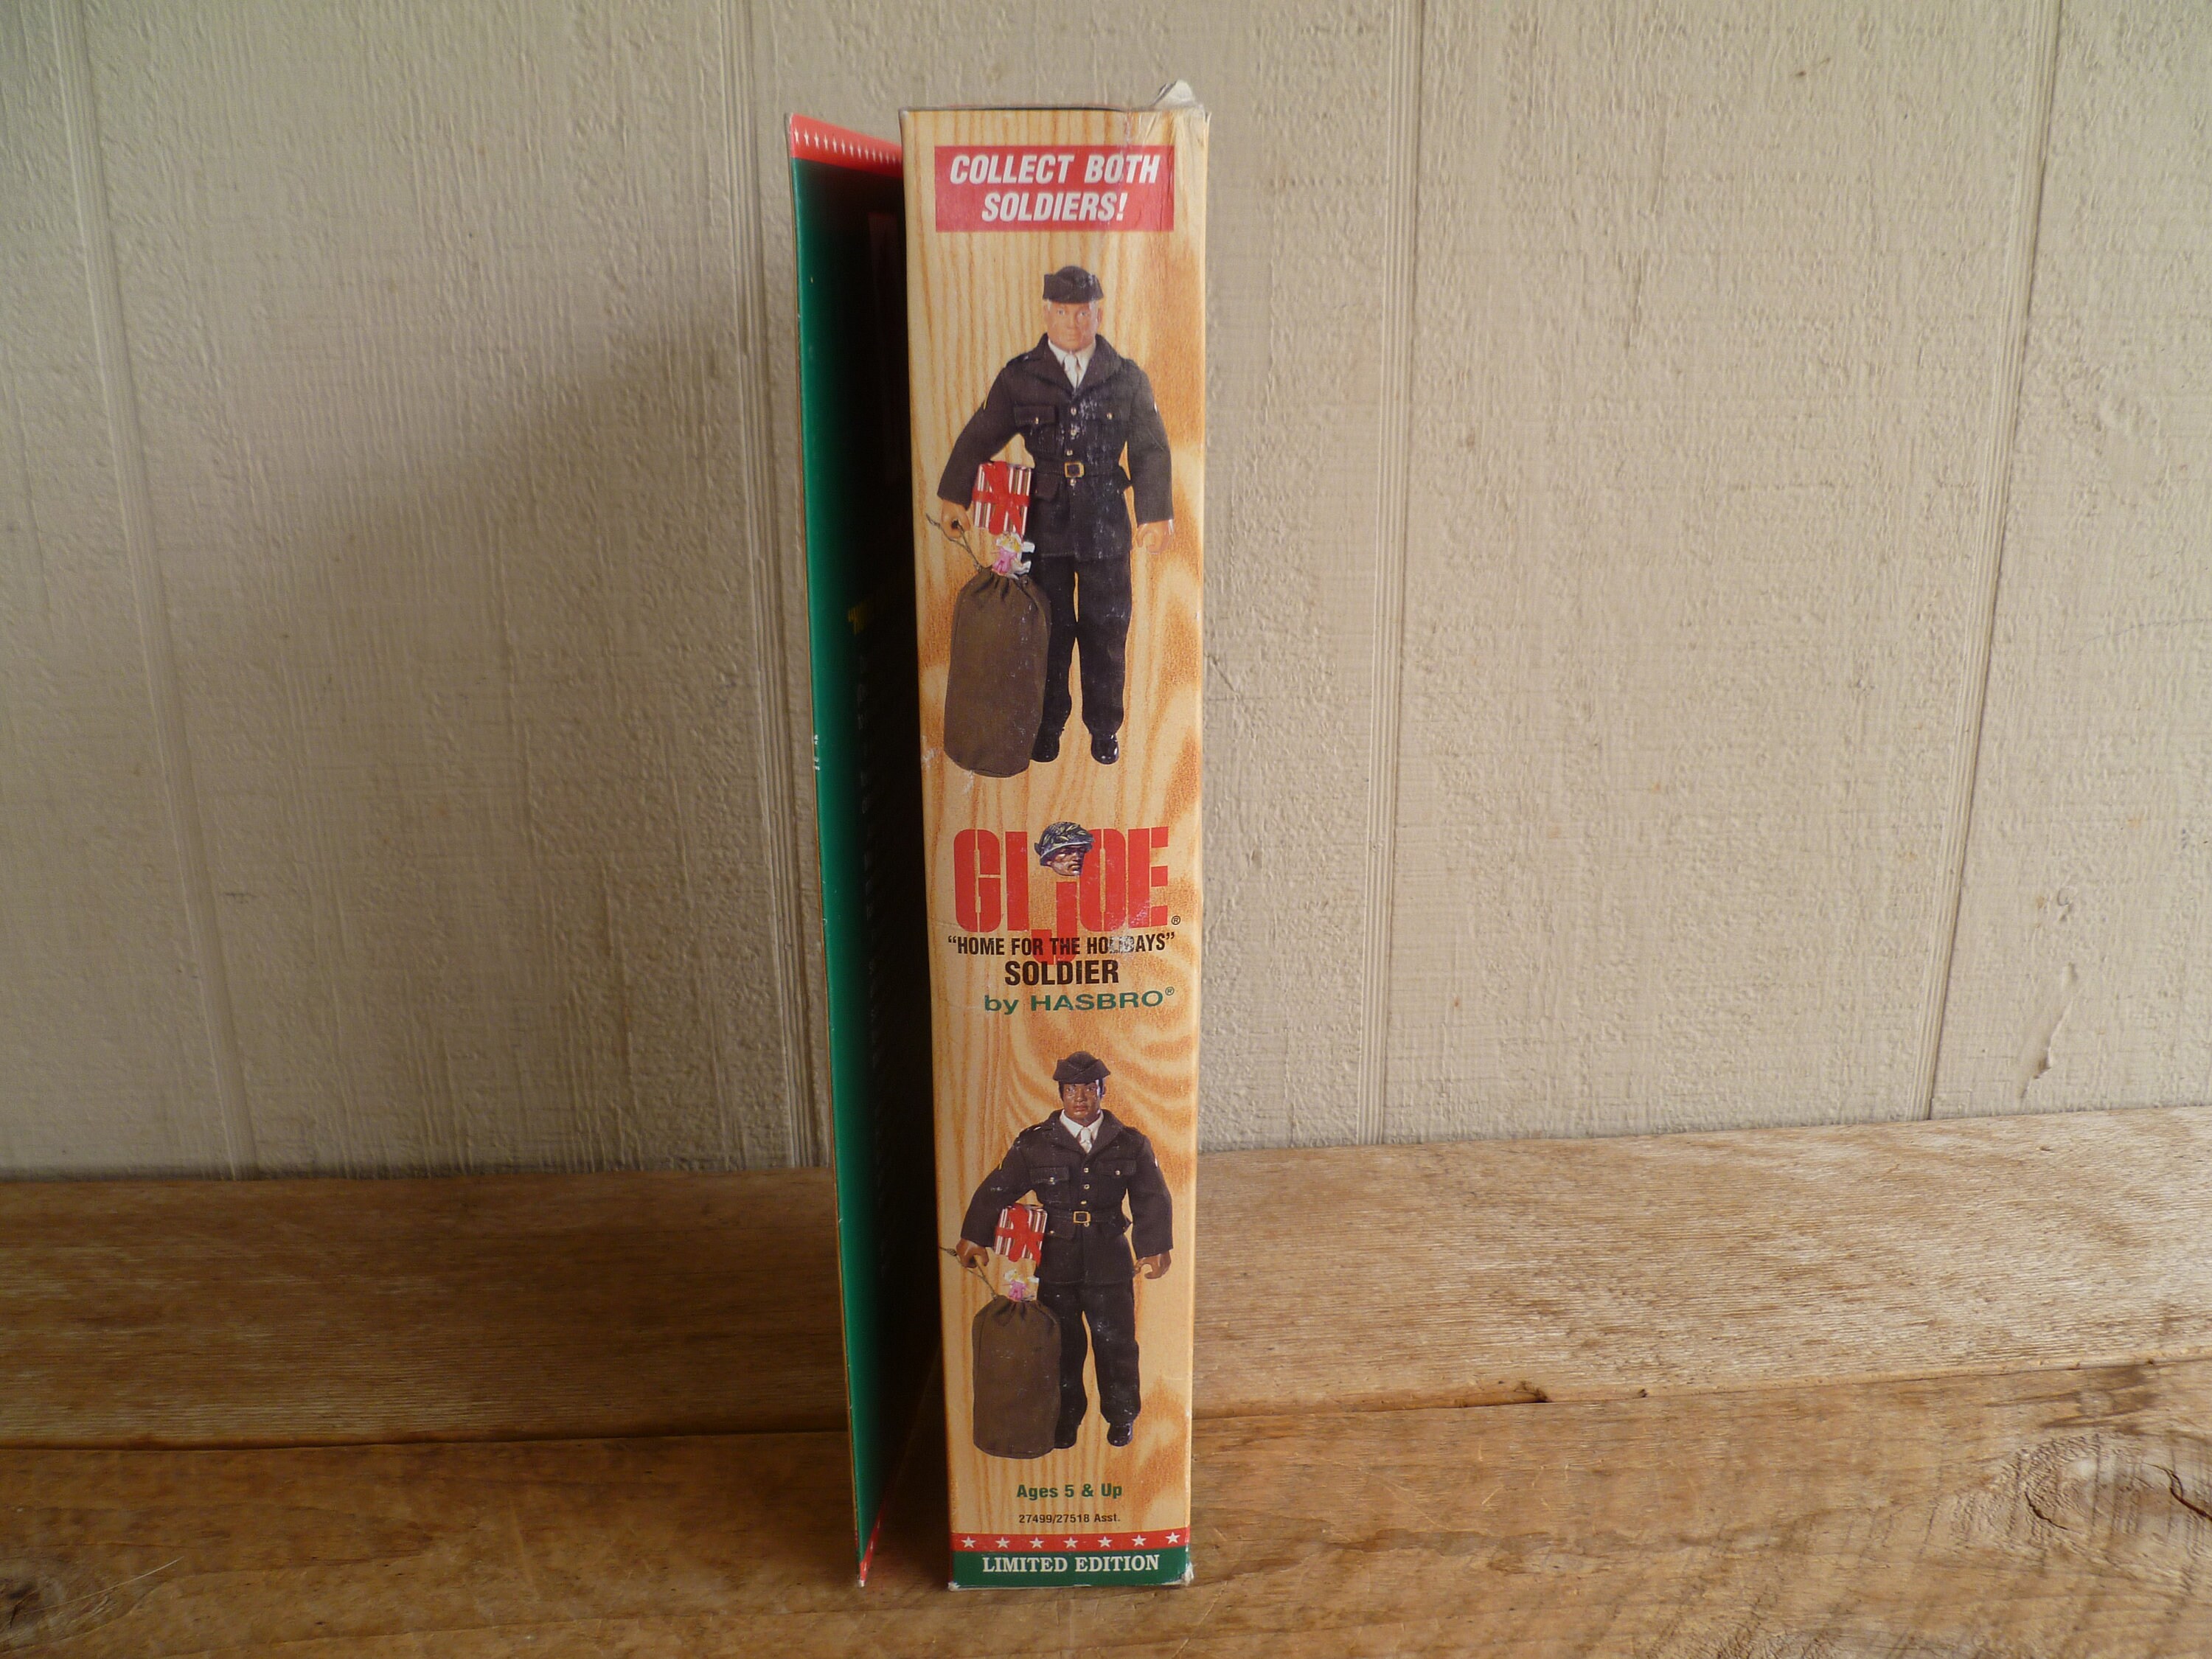 COLLECT BOTH
SOLDIERS!
GI JOE®
"HOME FOR THE HOLIDAYS"
SOLDIER
by HASBRO®
Ages 5 & Up
27499/27518 Asst.
LIMITED EDITION